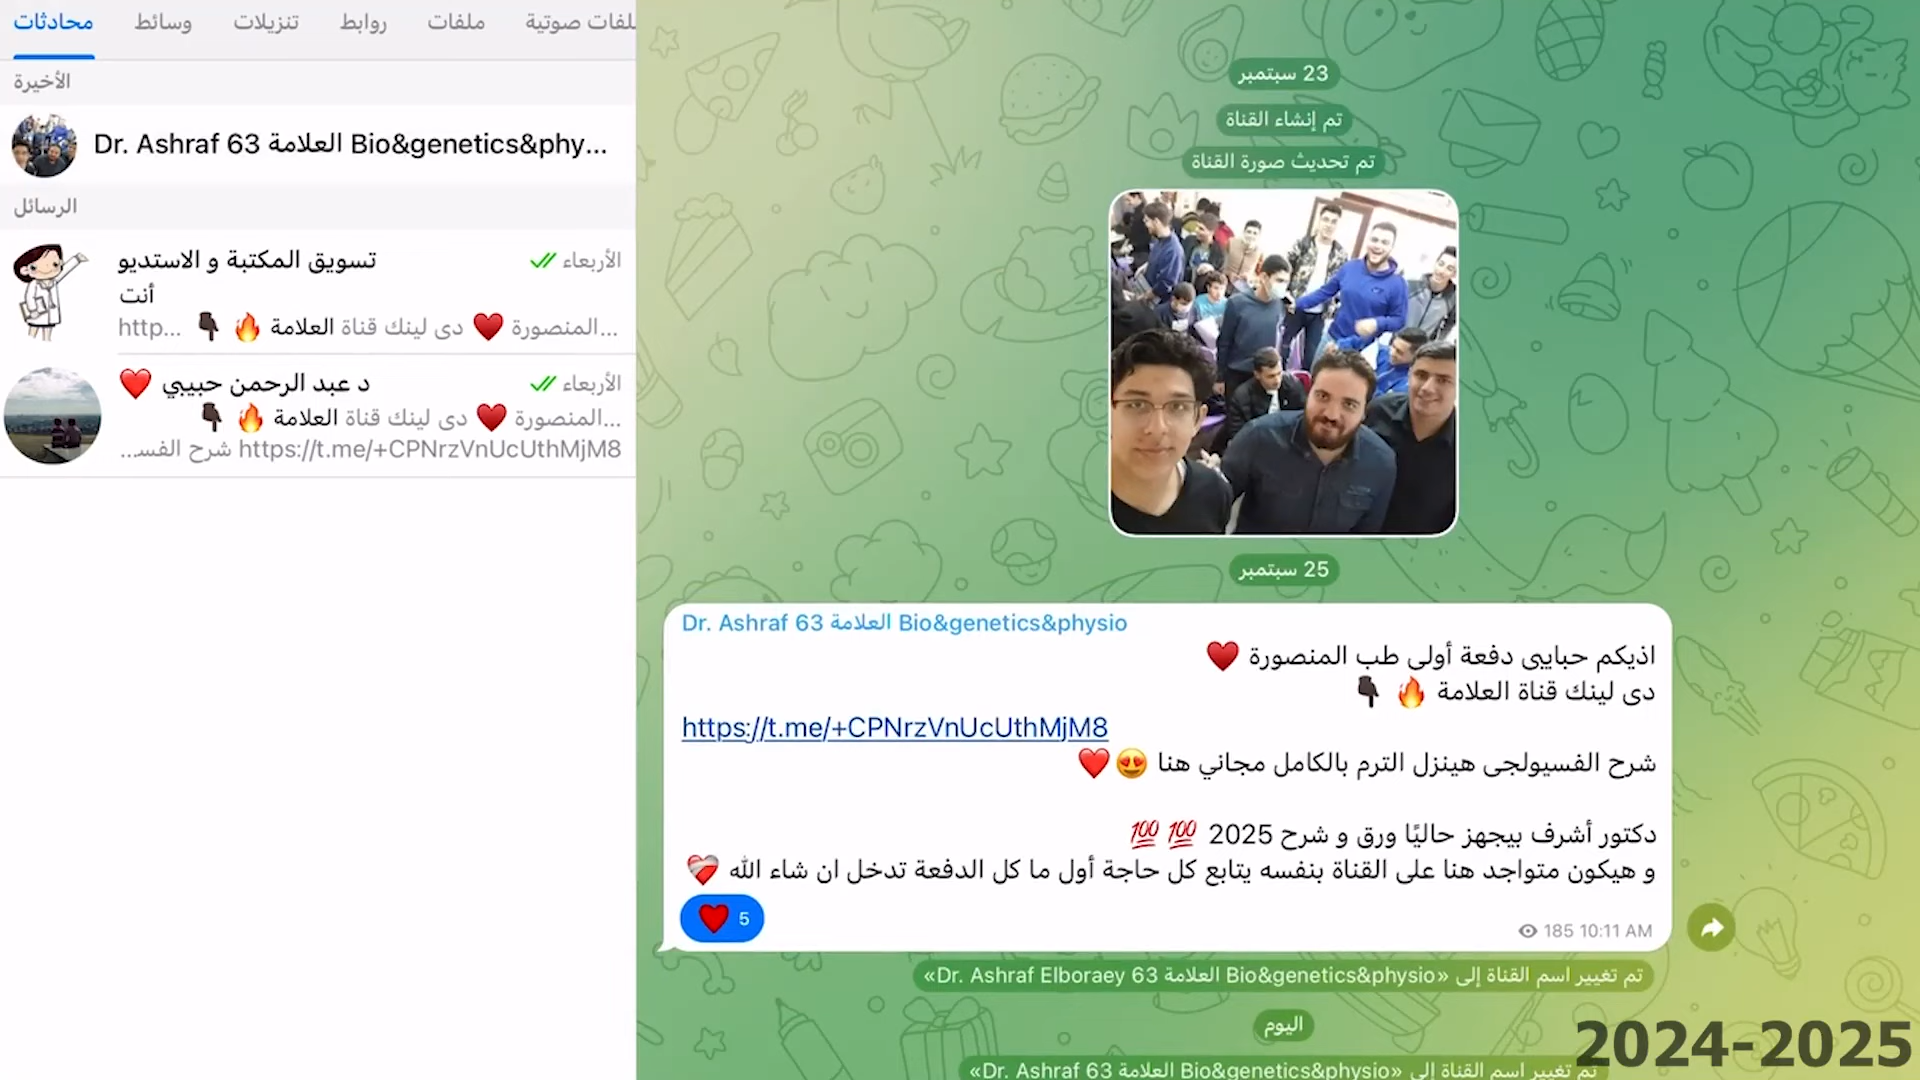 محادثات
وسائط
تنزيلات
روابط
ملفات
ملفات صوتية
الأخيرة
Dr. Ashraf 63 العلامة Bio&genetics&phy...
الرسائل
تسويق المكتبة و الاستديو
الأربعاء
أنت
...المنصورة ♥️ دى لينك قناة العلامة 🔥 👇🏿 http...
د عبد الرحمن حبيبي ❤️
الأربعاء
...المنصورة ♥️ دى لينك قناة العلامة 🔥 👇🏿
https://t.me/+CPNrzVnUcUthMjM8 شرح الفسـ...
23 سبتمبر
تم إنشاء القناة
تم تحديث صورة القناة
25 سبتمبر
Dr. Ashraf 63 العلامة Bio&genetics&physio
اذيكم حبايبى دفعة أولى طب المنصورة ♥️
دى لينك قناة العلامة 🔥 👇🏿
https://t.me/+CPNrzVnUcUthMjM8
شرح الفسيولجى هينزل الترم بالكامل مجاني هنا 😍❤️
دكتور أشرف بيجهز حاليًا ورق و شرح 2025 💯 💯
و هيكون متواجد هنا على القناة بنفسه يتابع كل حاجة أول ما كل الدفعة تدخل ان شاء الله ❤️‍🩹
❤️ 5
185 10:11 AM
تم تغيير اسم القناة إلى «Dr. Ashraf Elboraey 63 العلامة Bio&genetics&physio»
اليوم
تم تغيير اسم القناة إلى «Dr. Ashraf 63 العلامة Bio&genetics&physio»
2024-2025